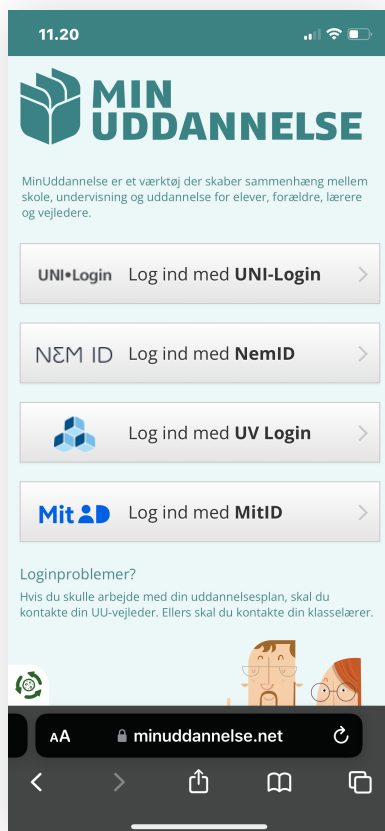 11.20
MIN
UDDANNELSE
MinUddannelse er et værktøj der skaber sammenhæng mellem
skole, undervisning og uddannelse for elever, forældre, lærere
og vejledere.
UNI•Login Log ind med UNI-Login
NEM ID Log ind med NemID
Log ind med UV Login
Mit ID Log ind med MitID
Loginproblemer?
Hvis du skulle arbejde med din uddannelsesplan, skal du
kontakte din UU-vejleder. Ellers skal du kontakte din klasselærer.
AA minuddannelse.net